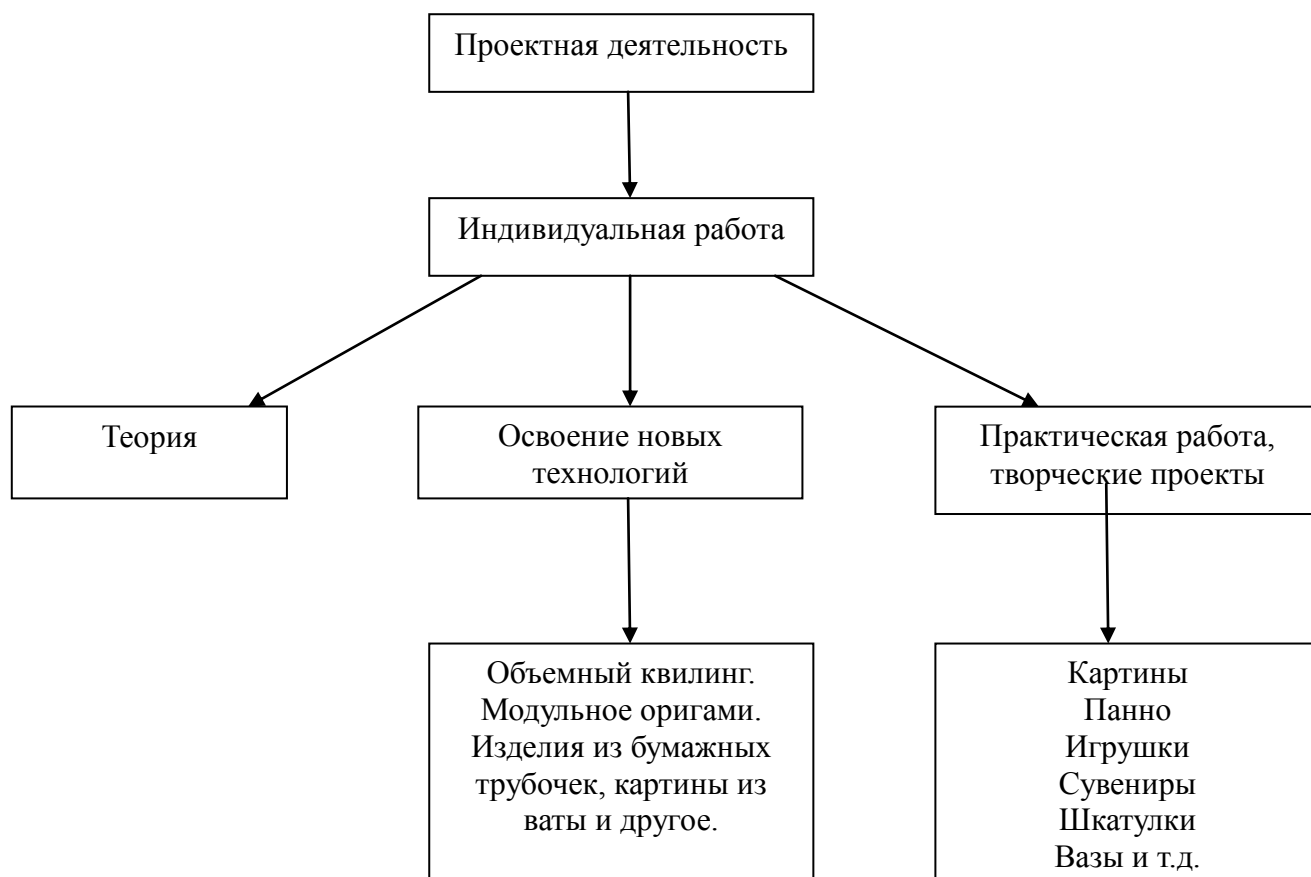 Проектная деятельность
Индивидуальная работа
Теория
Освоение новых
технологий
Практическая работа,
творческие проекты
Объемный квилинг.
Модульное оригами.
Изделия из бумажных
трубочек, картины из
ваты и другое.
Картины
Панно
Игрушки
Сувениры
Шкатулки
Вазы и т.д.